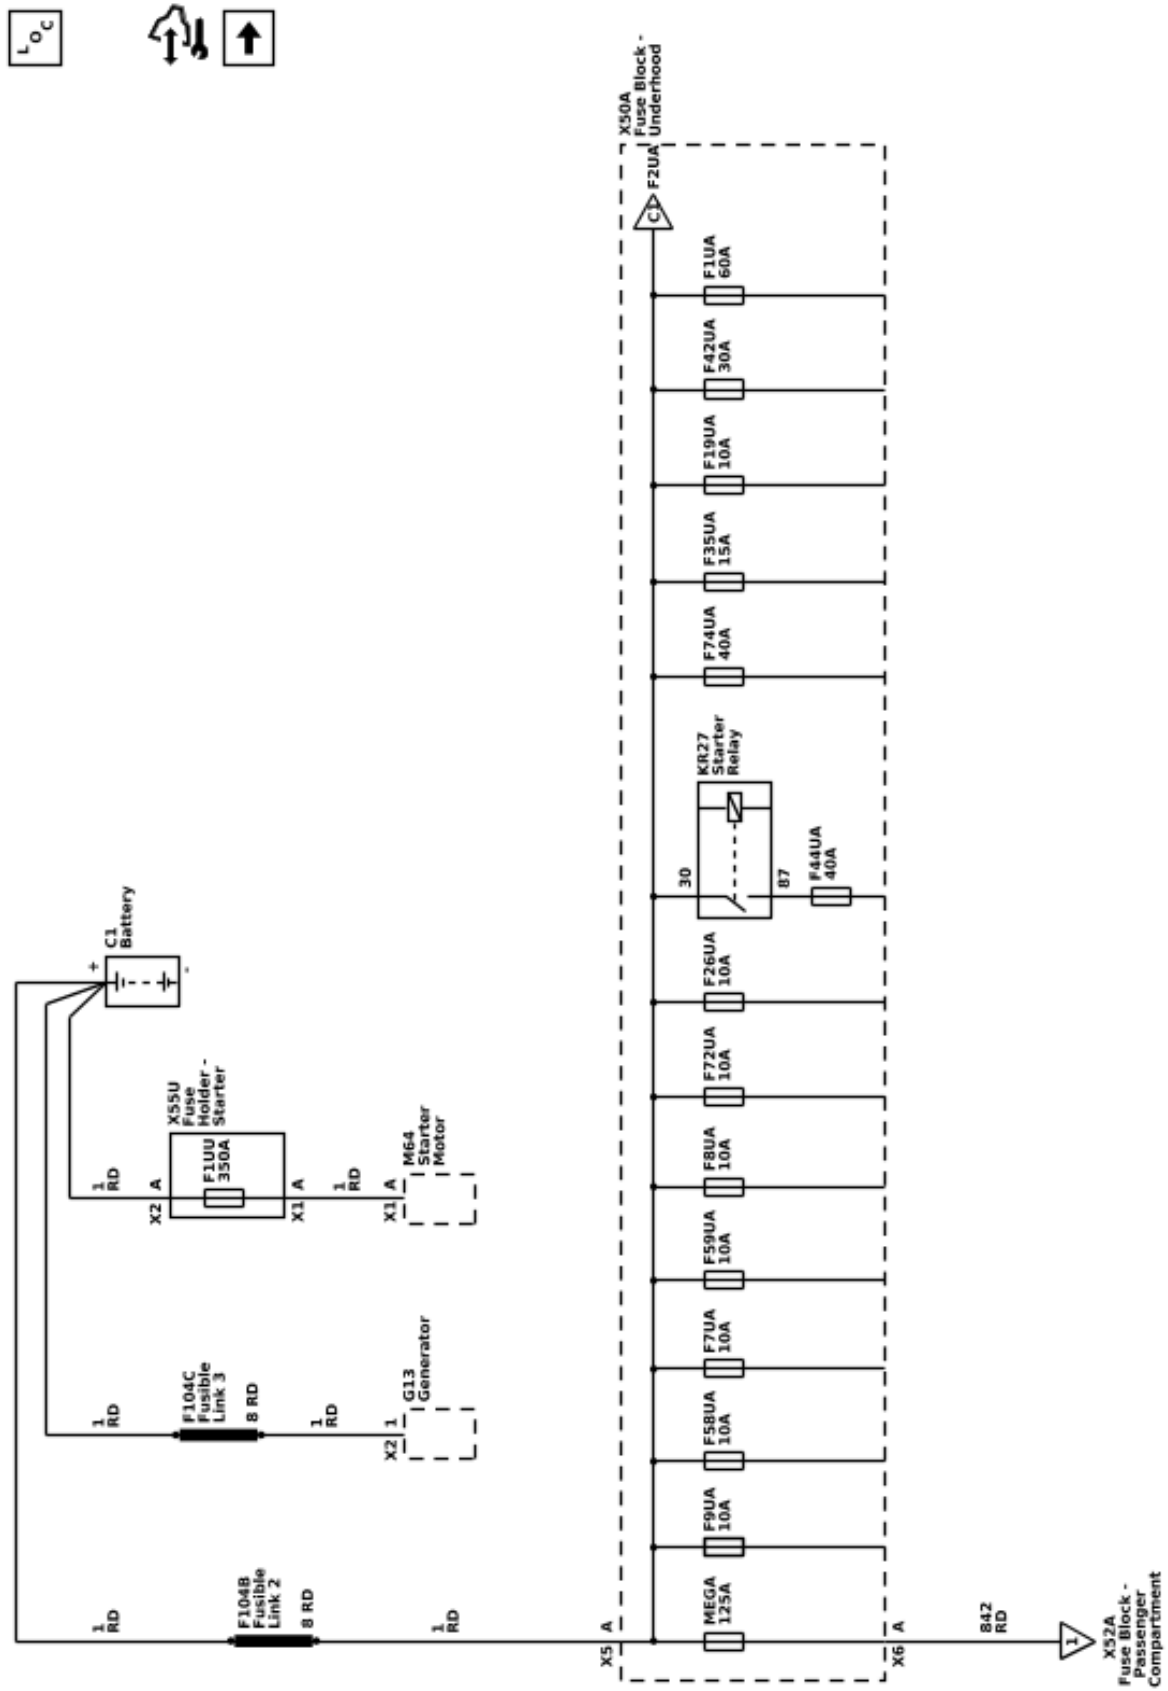 LOC
C1
Battery
+
-
1
RD
X2 A
X55U
Fuse
Holder -
Starter
F1UU
350A
X1 A
1
RD
X1 A
M64
Starter
Motor
1
RD
F104C
Fusible
Link 3
8 RD
1
RD
X2 1
G13
Generator
1
RD
F104B
Fusible
Link 2
8 RD
1
RD
X5 A
X50A
Fuse Block -
Underhood
MEGA
125A
F9UA
10A
F58UA
10A
F7UA
10A
F59UA
10A
F8UA
10A
F72UA
10A
F26UA
10A
30
87
KR27
Starter
Relay
F44UA
40A
F74UA
40A
F35UA
15A
F19UA
10A
F42UA
30A
F1UA
60A
C1 F2UA
X6 A
842
RD
1
X52A
Fuse Block -
Passenger
Compartment